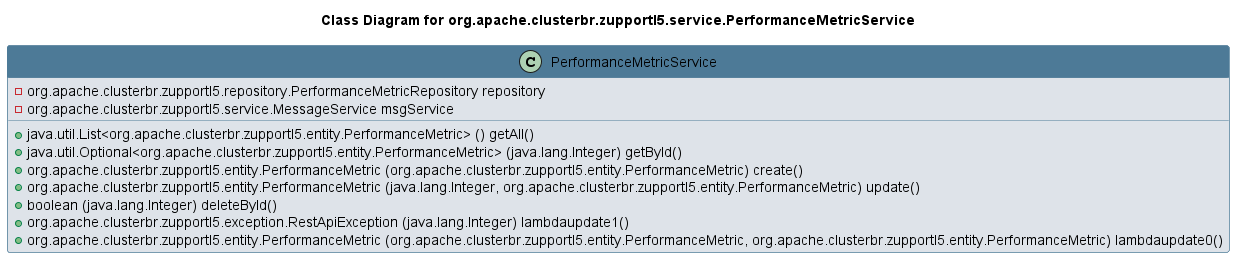 Class Diagram for org.apache.clusterbr.zupportl5.service.PerformanceMetricService
C PerformanceMetricService
org.apache.clusterbr.zupportl5.repository.PerformanceMetricRepository repository
org.apache.clusterbr.zupportl5.service.MessageService msgService
java.util.List<org.apache.clusterbr.zupportl5.entity.PerformanceMetric> () getAll()
java.util.Optional<org.apache.clusterbr.zupportl5.entity.PerformanceMetric> (java.lang.Integer) getById()
org.apache.clusterbr.zupportl5.entity.PerformanceMetric (org.apache.clusterbr.zupportl5.entity.PerformanceMetric) create()
org.apache.clusterbr.zupportl5.entity.PerformanceMetric (java.lang.Integer, org.apache.clusterbr.zupportl5.entity.PerformanceMetric) update()
boolean (java.lang.Integer) deleteById()
org.apache.clusterbr.zupportl5.exception.RestApiException (java.lang.Integer) lambdaupdate1()
org.apache.clusterbr.zupportl5.entity.PerformanceMetric (org.apache.clusterbr.zupportl5.entity.PerformanceMetric, org.apache.clusterbr.zupportl5.entity.PerformanceMetric) lambdaupdate0()